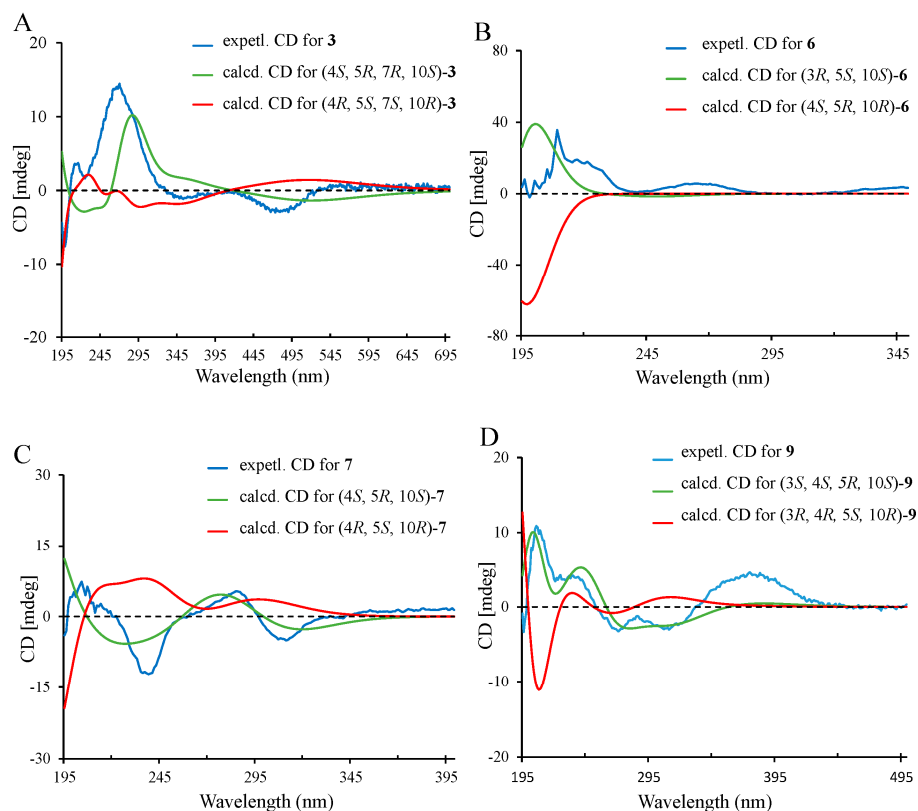 A
expetl. CD for 3
calcd. CD for (4S, 5R, 7R, 10S)-3
calcd. CD for (4R, 5S, 7S, 10R)-3
CD [mdeg]
20
10
0
-10
-20
195 245 295 345 395 445 495 545 595 645 695
Wavelength (nm)
B
expetl. CD for 6
calcd. CD for (3R, 5S, 10S)-6
calcd. CD for (4S, 5R, 10R)-6
CD [mdeg]
80
40
0
-40
-80
195 245 295 345
Wavelength (nm)
C
expetl. CD for 7
calcd. CD for (4S, 5R, 10S)-7
calcd. CD for (4R, 5S, 10R)-7
CD [mdeg]
30
15
0
-15
-30
195 245 295 345 395
Wavelength (nm)
D
expetl. CD for 9
calcd. CD for (3S, 4S, 5R, 10S)-9
calcd. CD for (3R, 4R, 5S, 10R)-9
CD [mdeg]
20
10
0
-10
-20
195 295 395 495
Wavelength (nm)